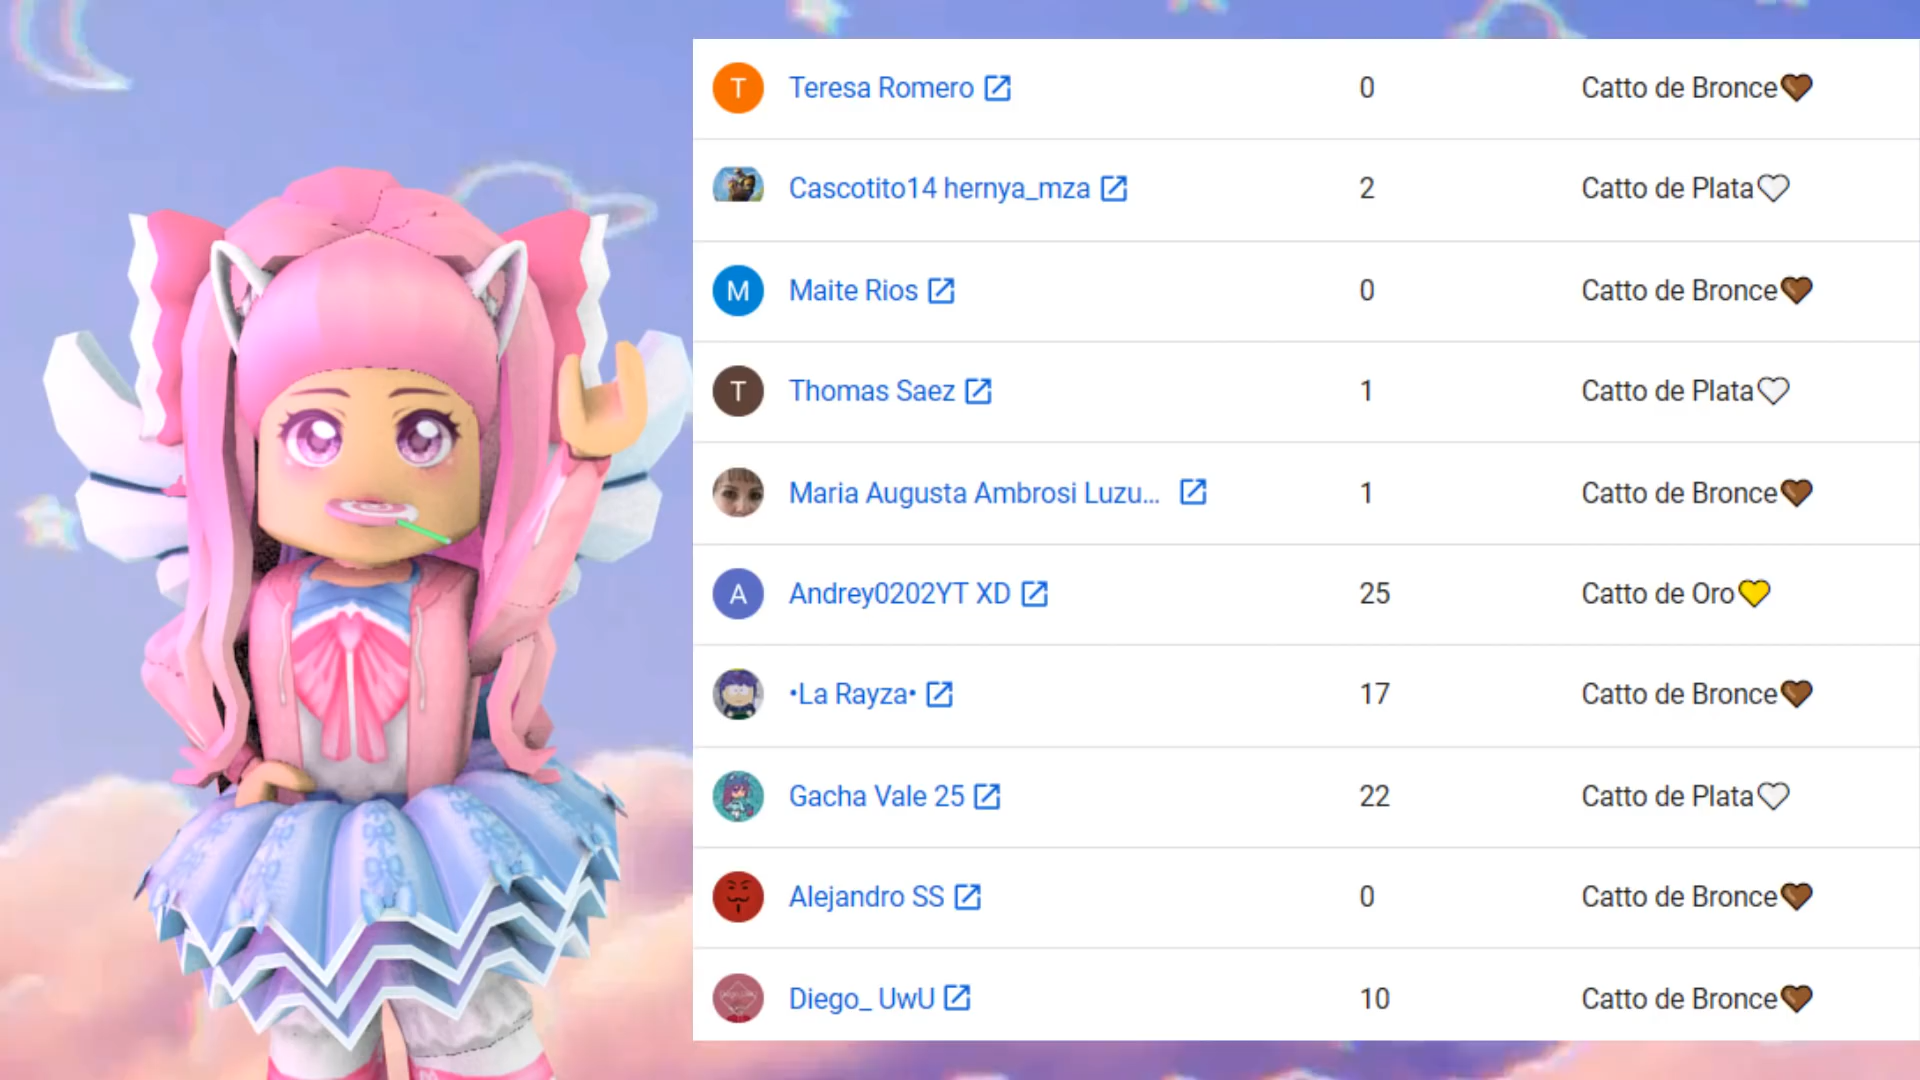 T Teresa Romero 0 Catto de Bronce🤎
Cascotito14 hernya_mza 2 Catto de Plata🤍
M Maite Rios 0 Catto de Bronce🤎
T Thomas Saez 1 Catto de Plata🤍
Maria Augusta Ambrosi Luzu... 1 Catto de Bronce🤎
A Andrey0202YT XD 25 Catto de Oro💛
•La Rayza• 17 Catto de Bronce🤎
Gacha Vale 25 22 Catto de Plata🤍
Alejandro SS 0 Catto de Bronce🤎
Diego_ UwU 10 Catto de Bronce🤎